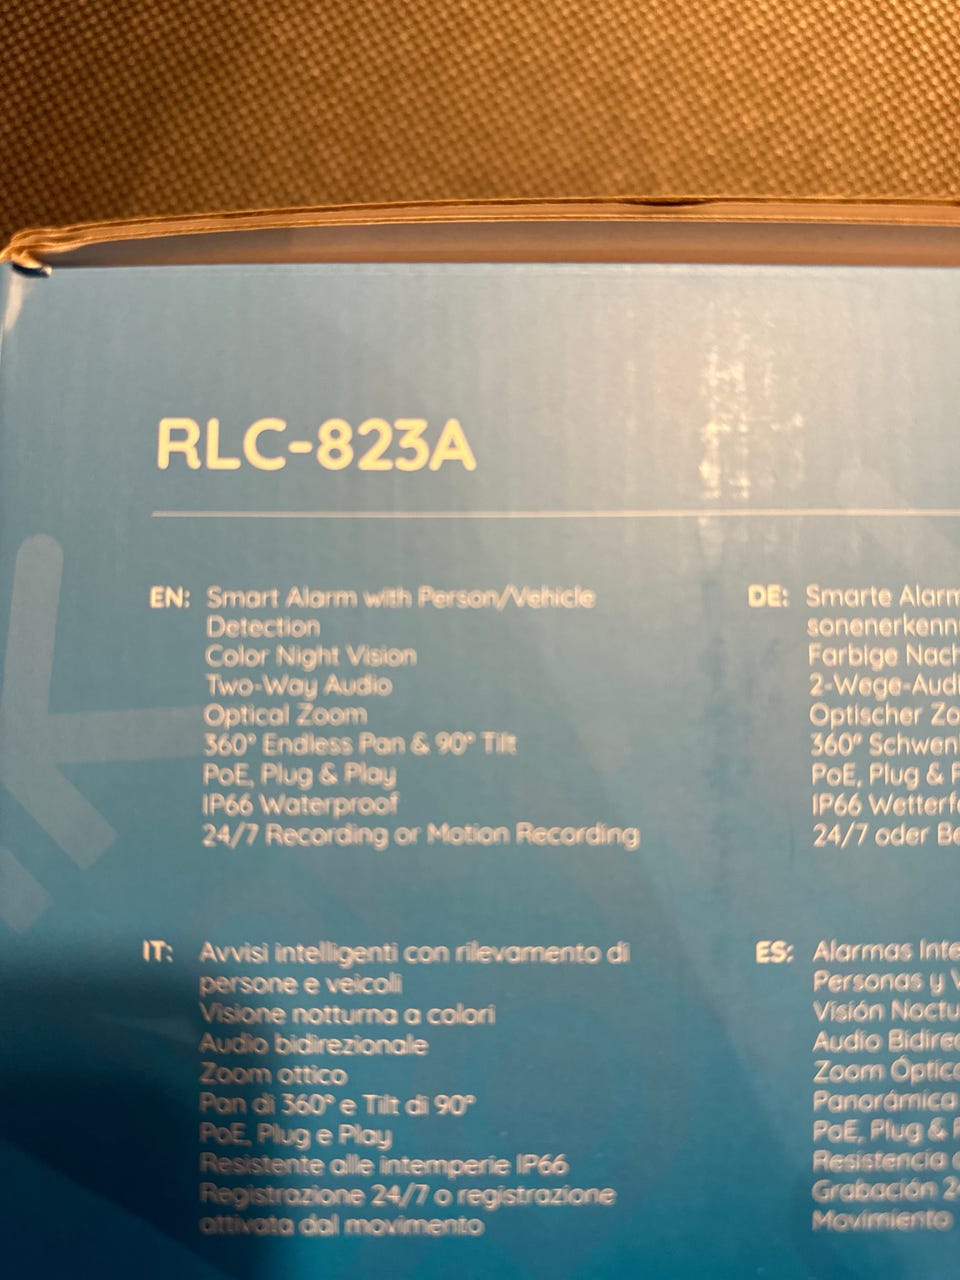 RLC-823A
EN: Smart Alarm with Person/Vehicle
Detection
Color Night Vision
Two-Way Audio
Optical Zoom
360° Endless Pan & 90° Tilt
PoE, Plug & Play
IP66 Waterproof
24/7 Recording or Motion Recording
DE: Smarte Alarm
sonenerkenn
Farbige Nach
2-Wege-Audi
Optischer Zo
360° Schwen
PoE, Plug & P
IP66 Wetterfe
24/7 oder Be
IT: Avvisi intelligenti con rilevamento di
persone e veicoli
Visione notturna a colori
Audio bidirezionale
Zoom ottico
Pan di 360° e Tilt di 90°
PoE, Plug e Play
Resistente alle intemperie IP66
Registrazione 24/7 o registrazione
attivata dal movimento
ES: Alarmas Inte
Personas y V
Visión Noctu
Audio Bidirec
Zoom Óptico
Panorámica
PoE, Plug & P
Resistencia
Grabación 24
Movimiento